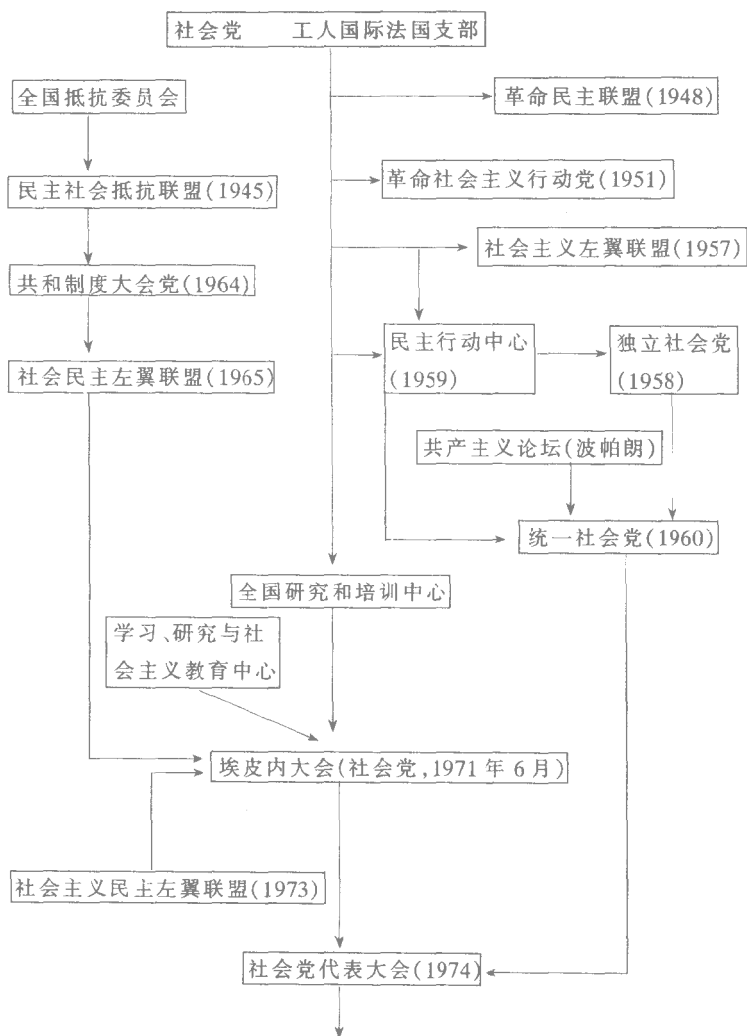 社会党　　工人国际法国支部
全国抵抗委员会
革命民主联盟(1948)
民主社会抵抗联盟(1945)
革命社会主义行动党(1951)
社会主义左翼联盟(1957)
共和制度大会党(1964)
民主行动中心
(1959)
独立社会党
(1958)
社会民主左翼联盟(1965)
共产主义论坛(波帕朗)
统一社会党(1960)
全国研究和培训中心
学习、研究与社
会主义教育中心
埃皮内大会(社会党,1971年6月)
社会主义民主左翼联盟(1973)
社会党代表大会(1974)